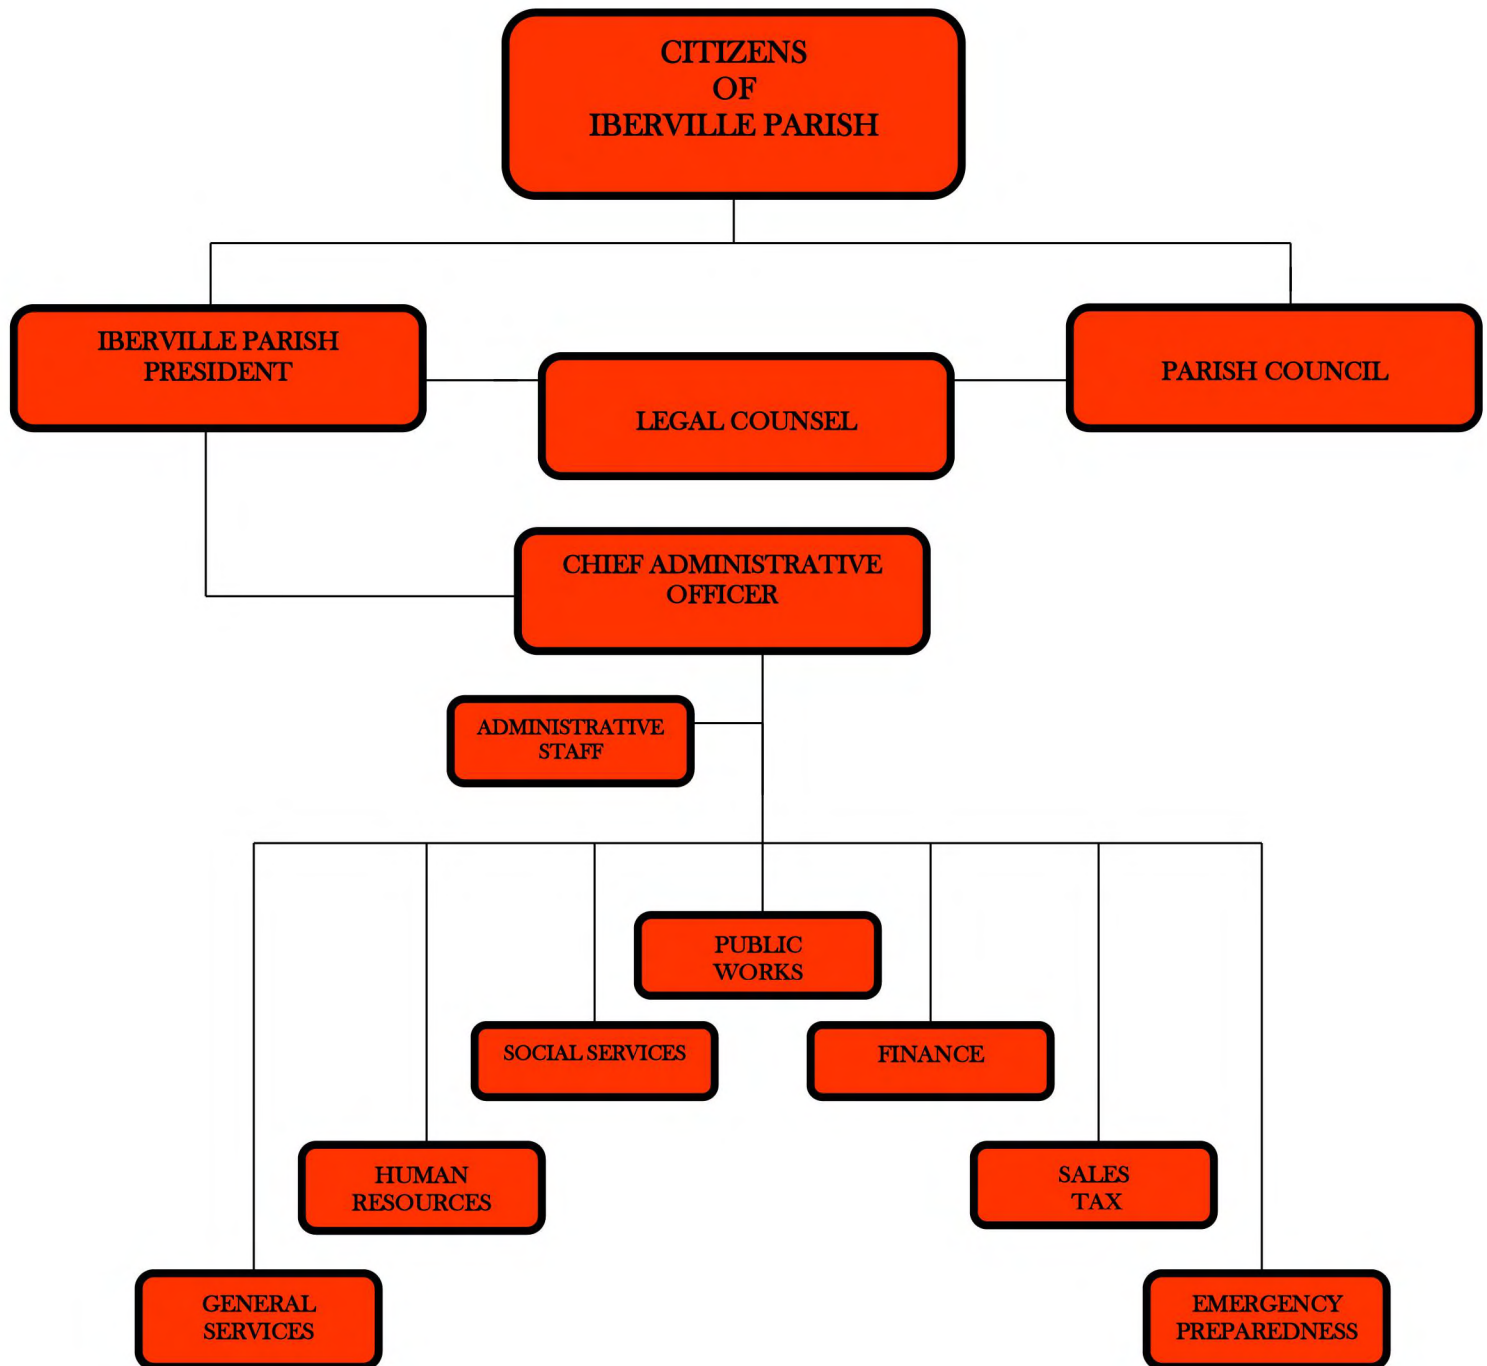 CITIZENS
OF
IBERVILLE PARISH
IBERVILLE PARISH
PRESIDENT
PARISH COUNCIL
LEGAL COUNSEL
CHIEF ADMINISTRATIVE
OFFICER
ADMINISTRATIVE
STAFF
PUBLIC
WORKS
SOCIAL SERVICES
FINANCE
HUMAN
RESOURCES
SALES
TAX
GENERAL
SERVICES
EMERGENCY
PREPAREDNESS